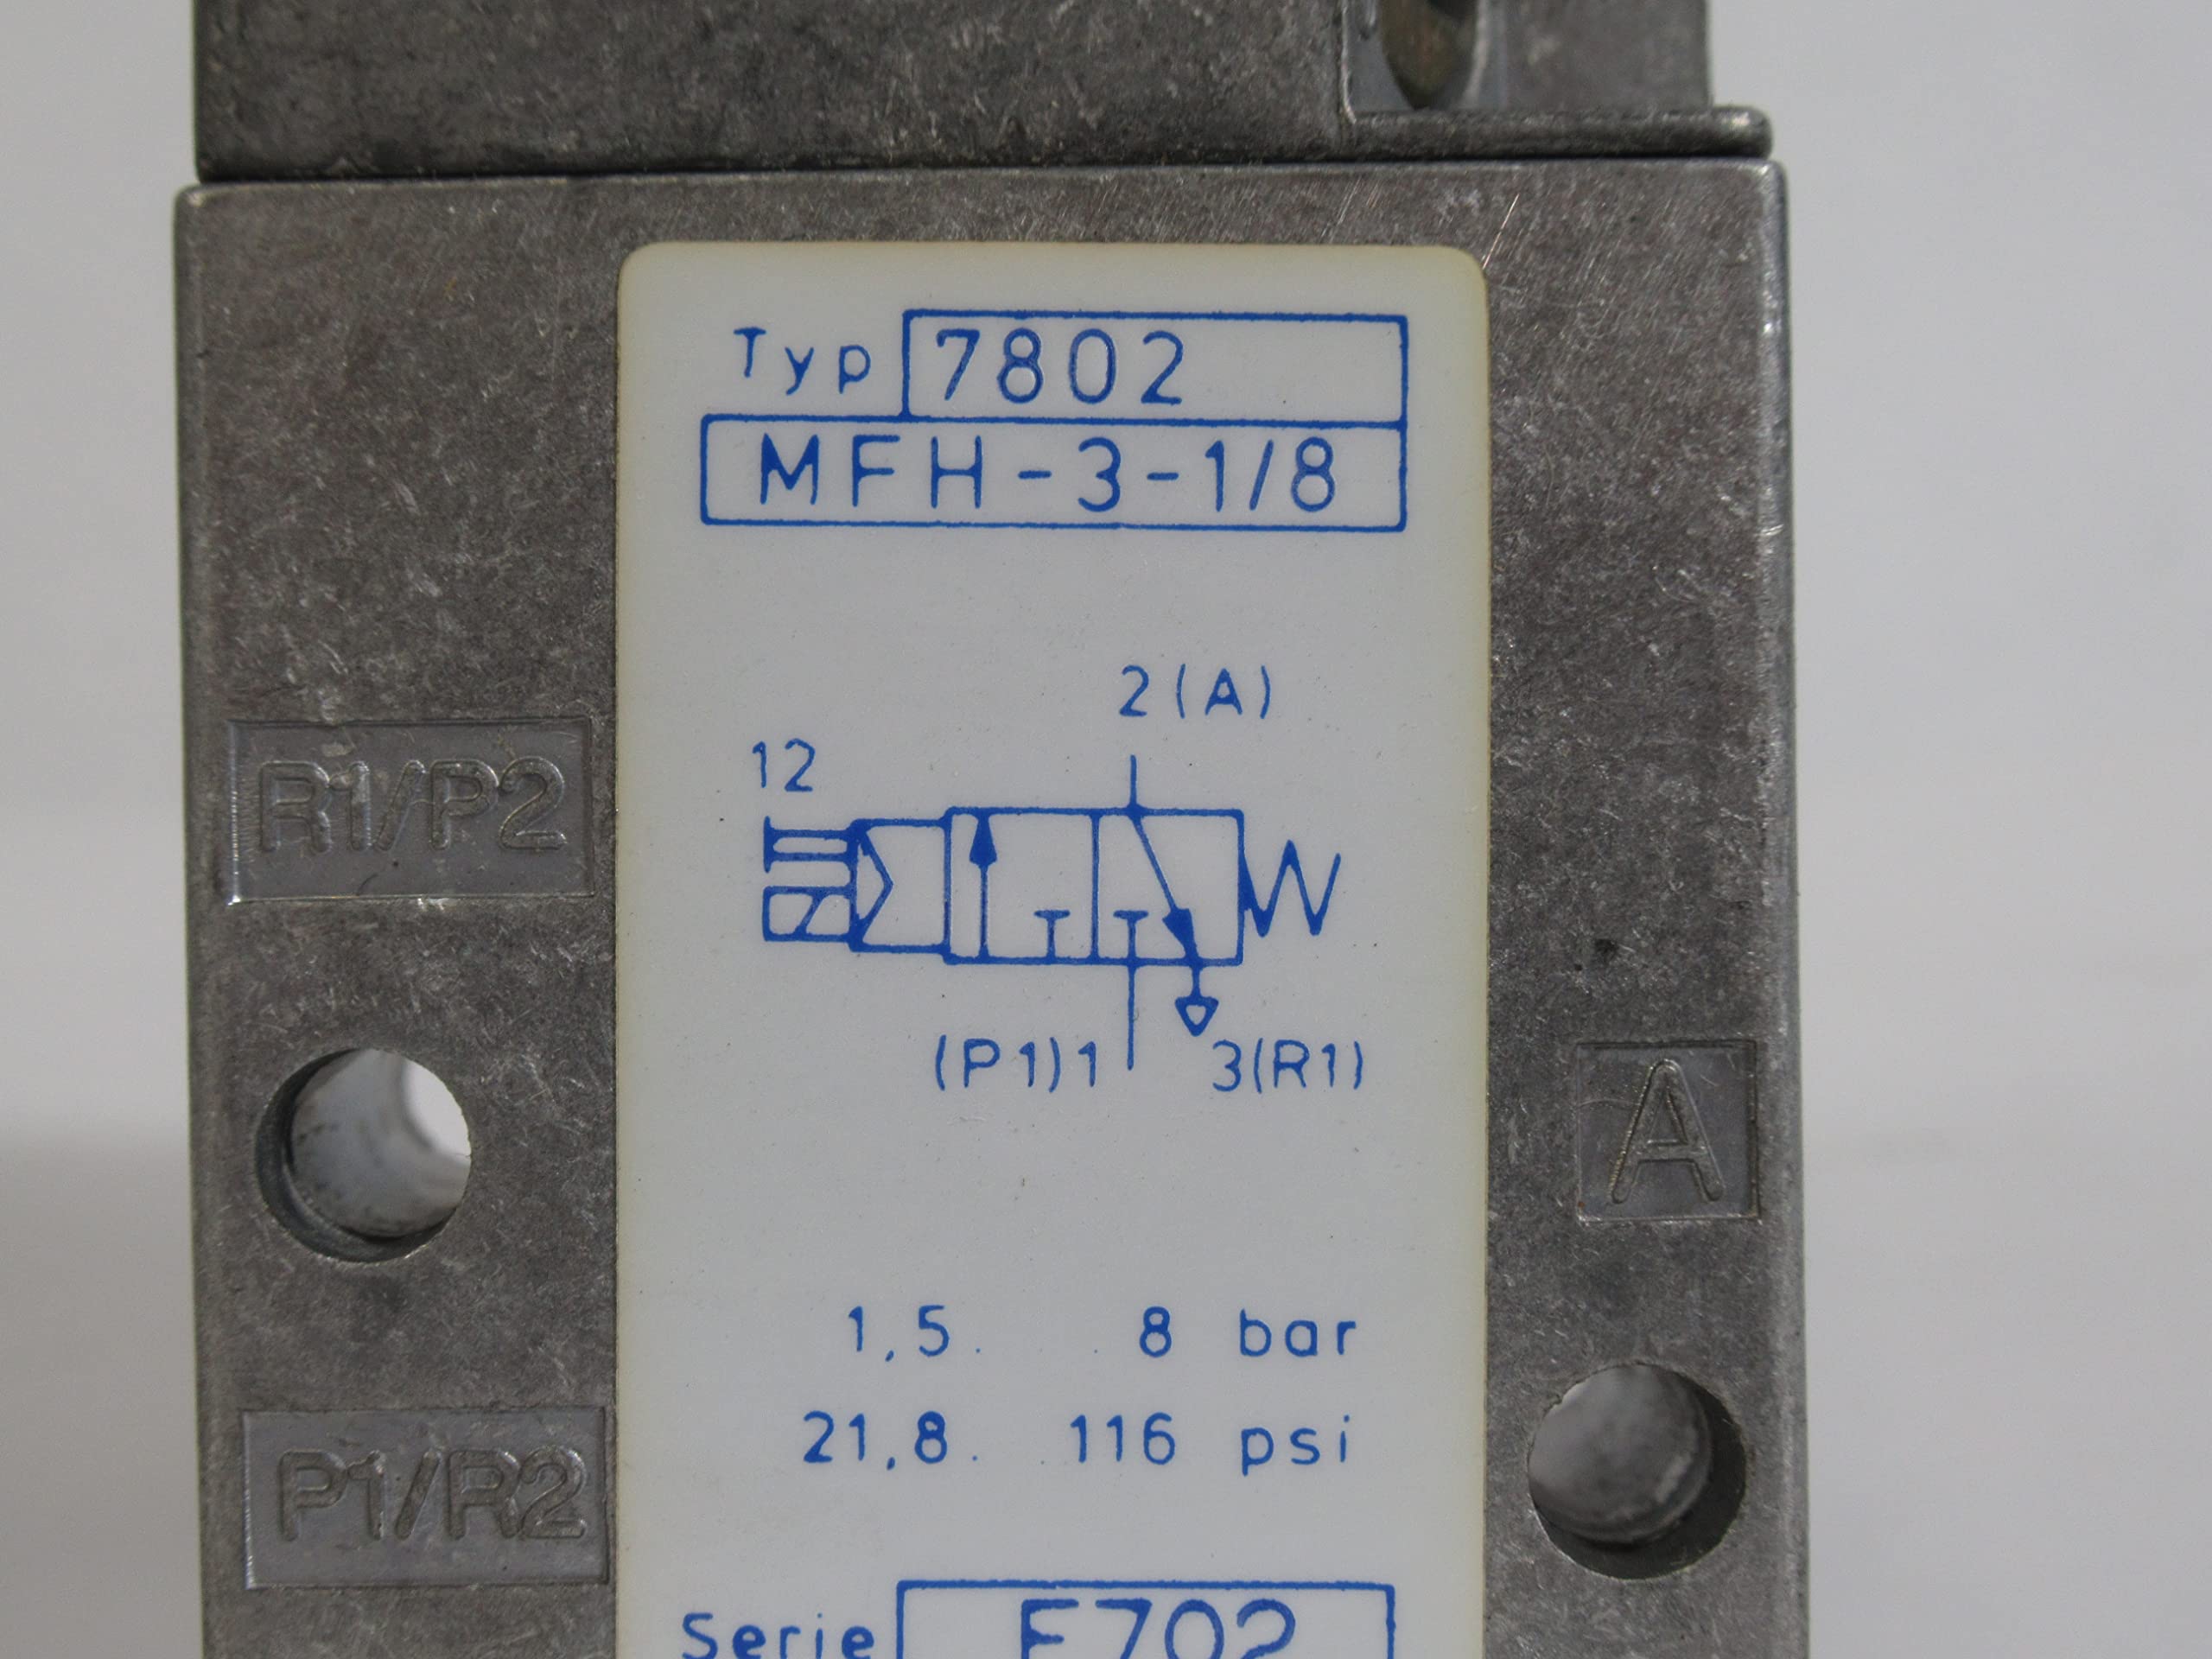 Typ 7802
MFH-3-1/8
2(A)
12
R1/P2
(P1)1
3(R1)
A
1,5. .8 bar
21,8. .116 psi
P1/R2
Serie